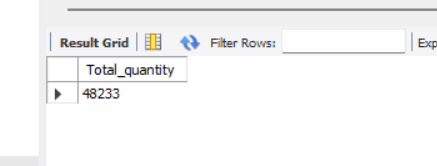 Result Grid Filter Rows: Exp
Total_quantity
48233